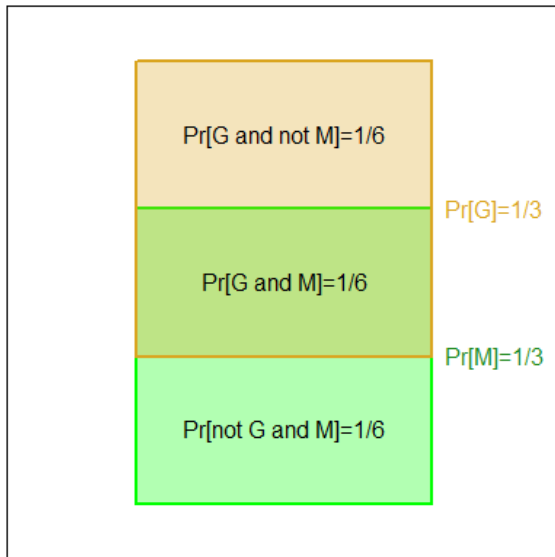 Pr[G and not M]=1/6
Pr[G]=1/3
Pr[G and M]=1/6
Pr[M]=1/3
Pr[not G and M]=1/6